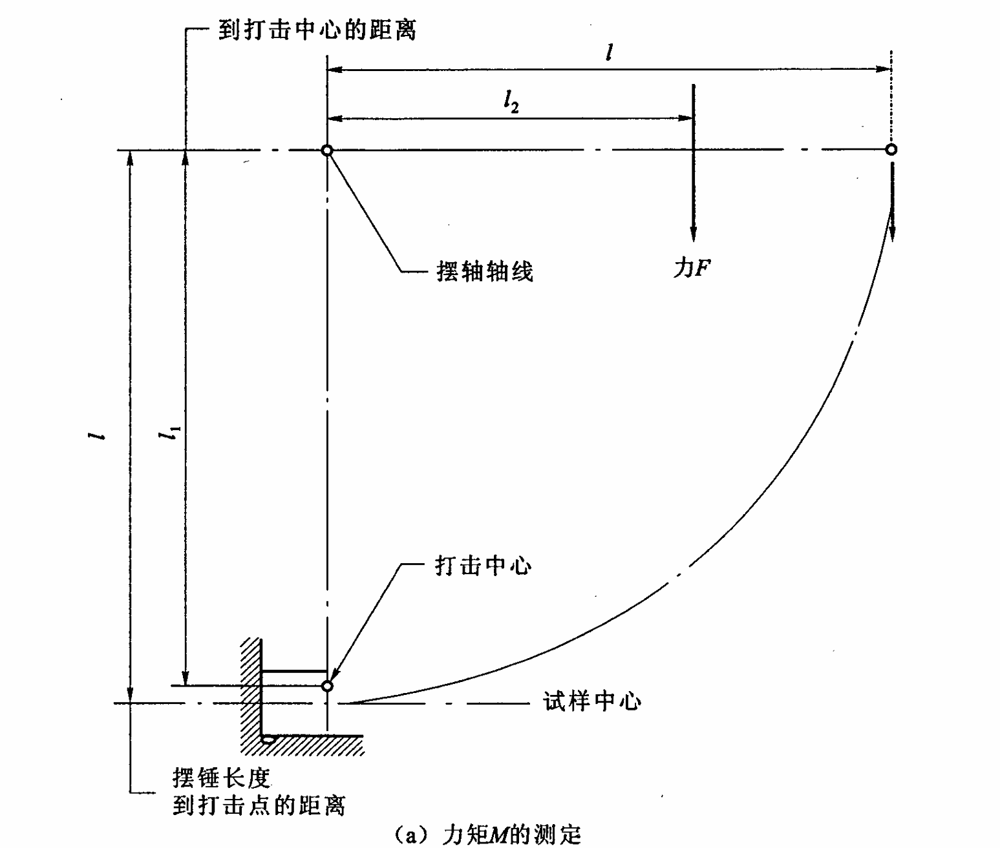 到打击中心的距离
l
l₂
摆轴轴线
力F
l
l₁
打击中心
试样中心
摆锤长度
到打击点的距离
（a）力矩M的测定